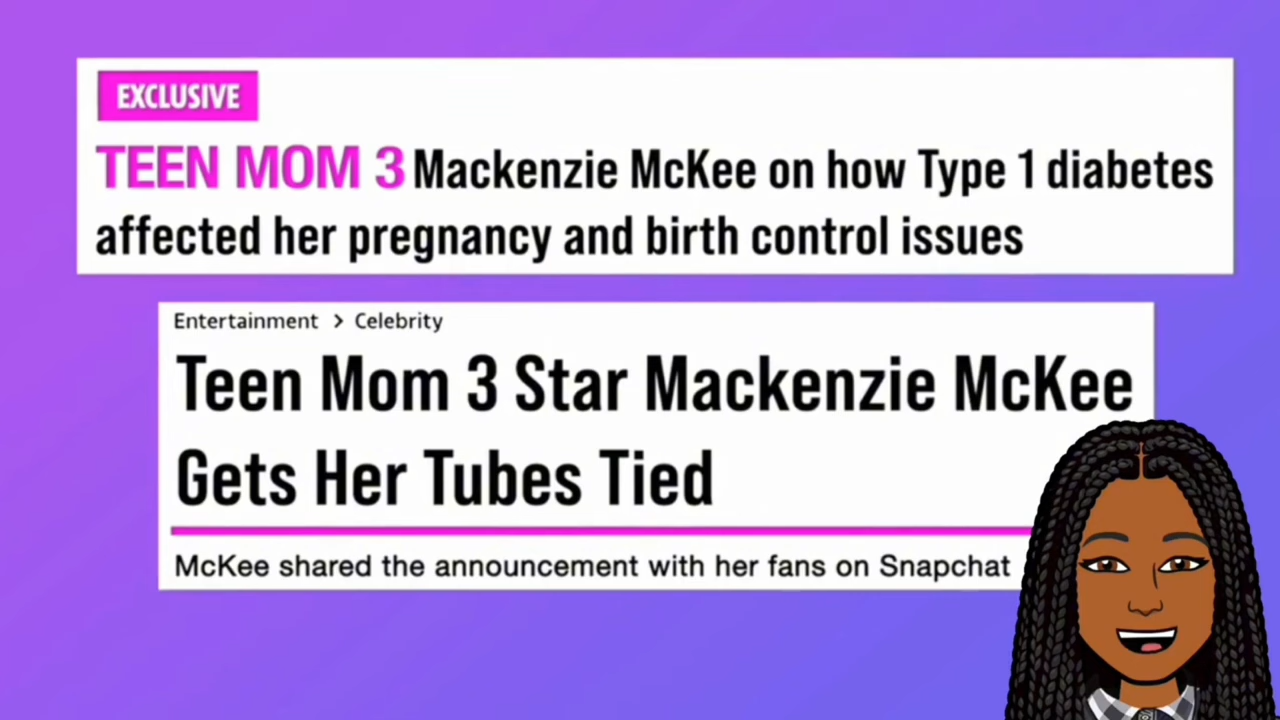 EXCLUSIVE
TEEN MOM 3 Mackenzie McKee on how Type 1 diabetes
affected her pregnancy and birth control issues
Entertainment > Celebrity
Teen Mom 3 Star Mackenzie McKee
Gets Her Tubes Tied
McKee shared the announcement with her fans on Snapchat